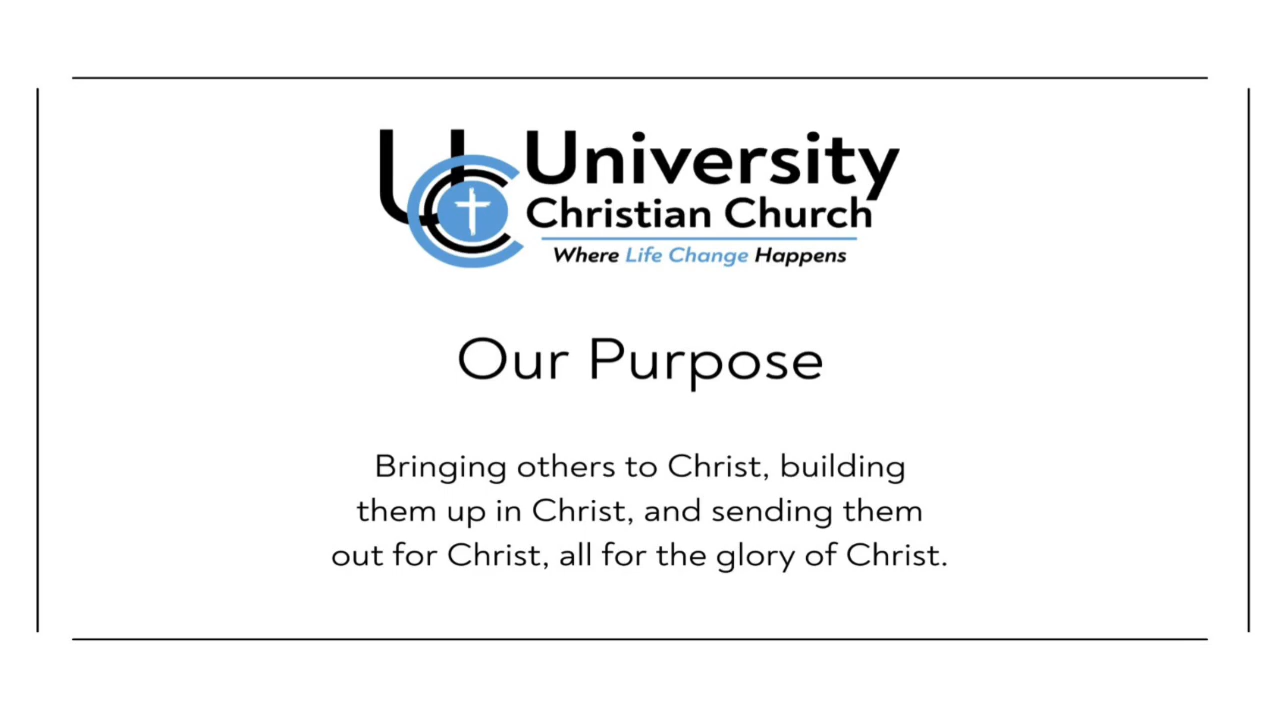 UCC
University
Christian Church
Where Life Change Happens
Our Purpose
Bringing others to Christ, building
them up in Christ, and sending them
out for Christ, all for the glory of Christ.